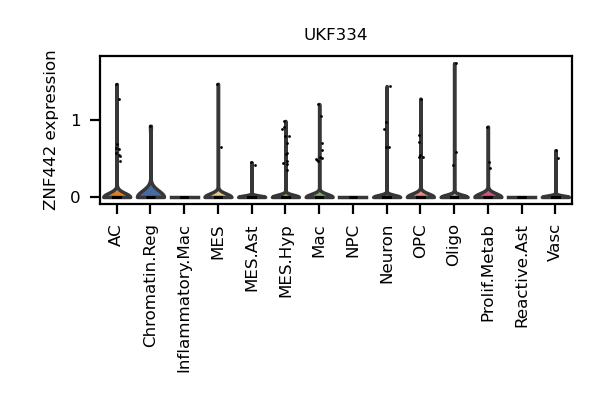 UKF334
ZNF442 expression
1
0
AC
Chromatin.Reg
Inflammatory.Mac
MES
MES.Ast
MES.Hyp
Mac
NPC
Neuron
OPC
Oligo
Prolif.Metab
Reactive.Ast
Vasc